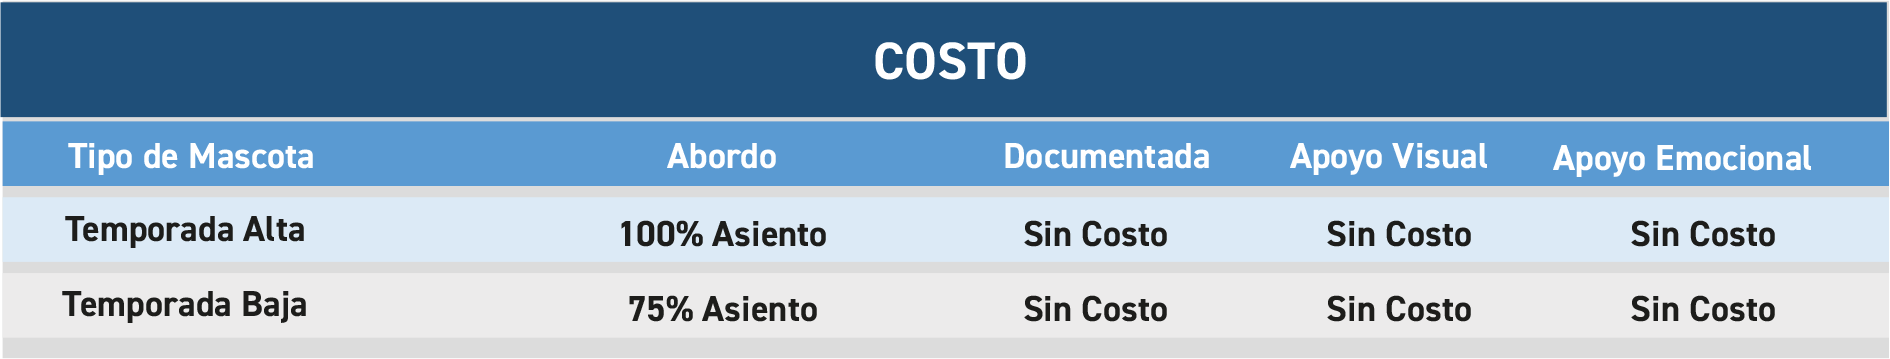 COSTO
Tipo de Mascota Abordo Documentada Apoyo Visual Apoyo Emocional
Temporada Alta 100% Asiento Sin Costo Sin Costo Sin Costo
Temporada Baja 75% Asiento Sin Costo Sin Costo Sin Costo